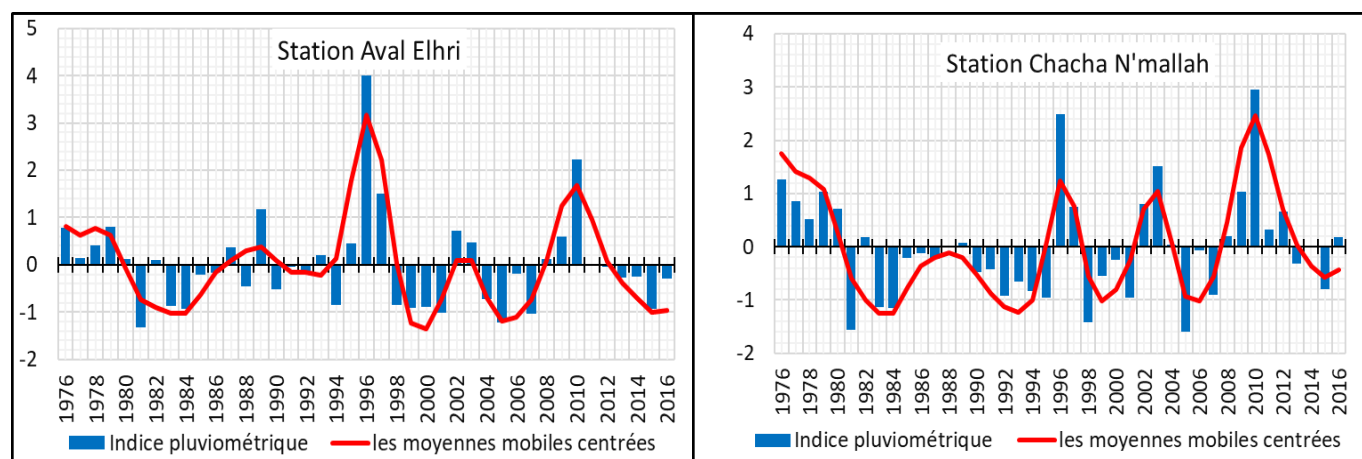 Station Aval Elhri
5
4
3
2
1
0
-1
-2
1976 1978 1980 1982 1984 1986 1988 1990 1992 1994 1996 1998 2000 2002 2004 2006 2008 2010 2012 2014 2016
Indice pluviométrique les moyennes mobiles centrées
Station Chacha N'mallah
4
3
2
1
0
-1
-2
1976 1978 1980 1982 1984 1986 1988 1990 1992 1994 1996 1998 2000 2002 2004 2006 2008 2010 2012 2014 2016
Indice pluviométrique les moyennes mobiles centrées